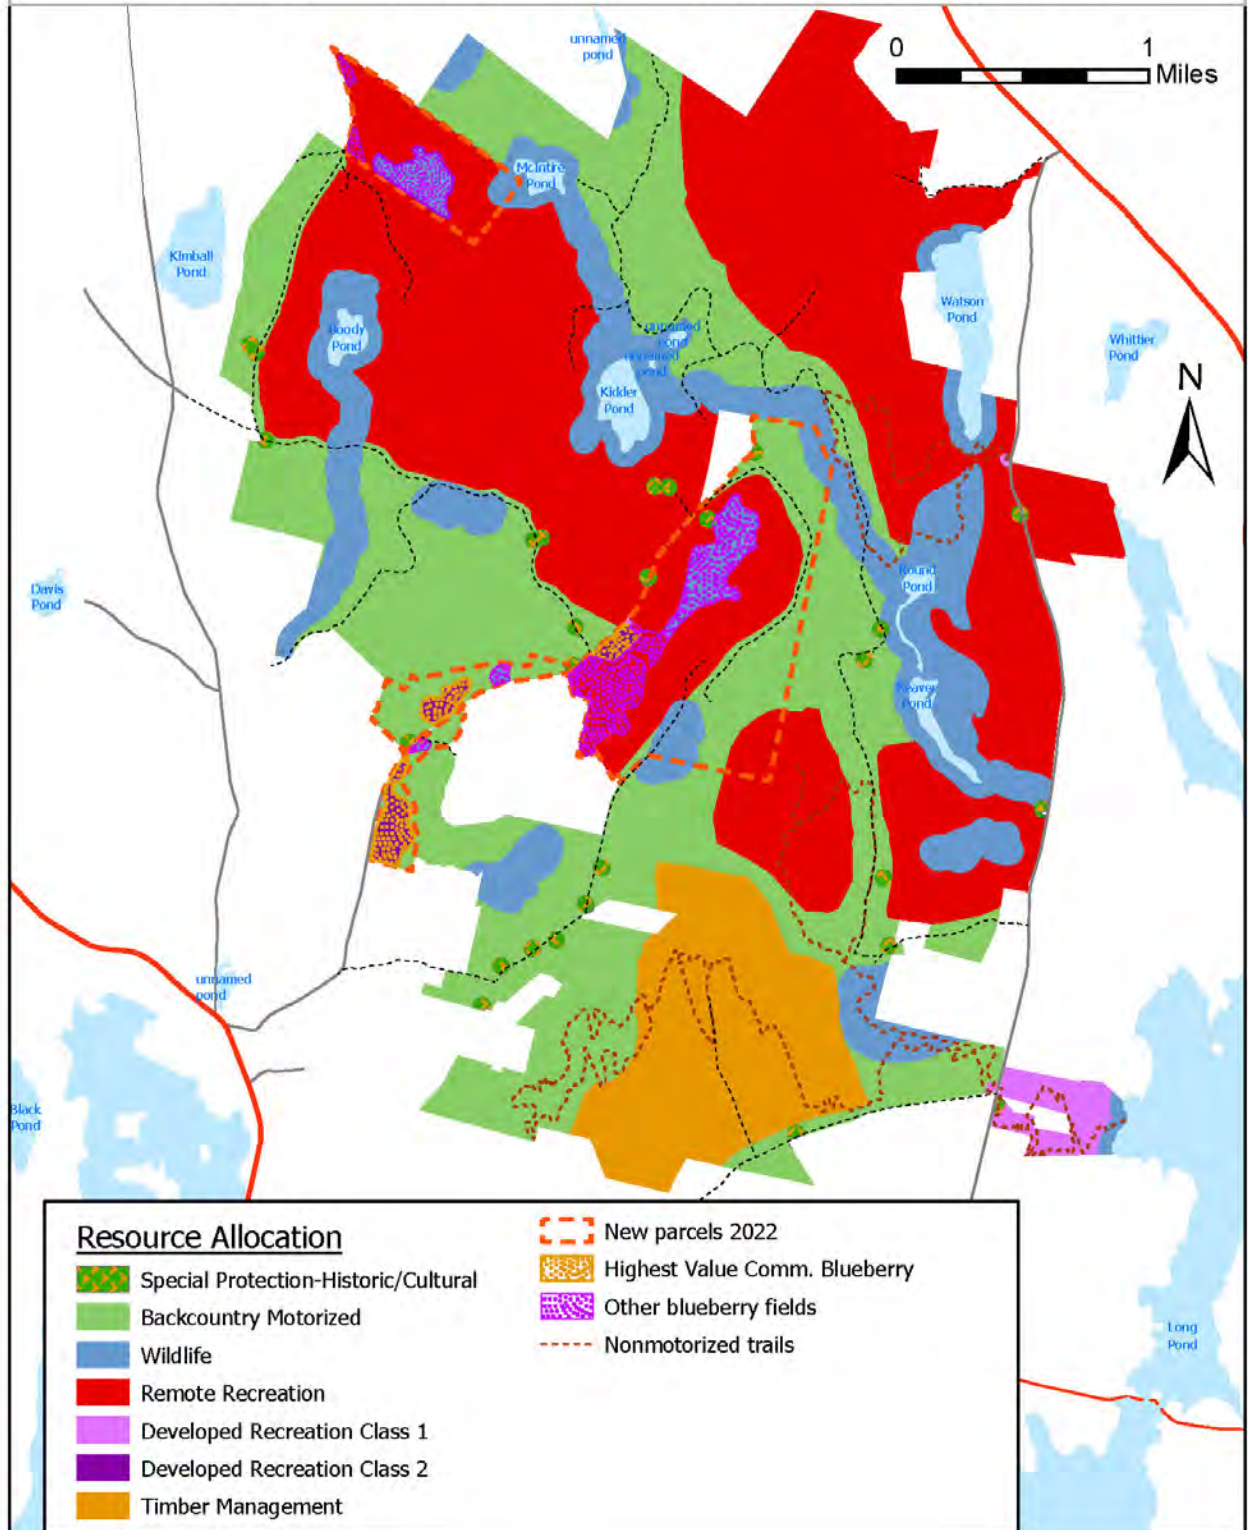 unnamed
pond
0 1
Miles
McIntire
Pond
Kimball
Pond
Boody
Pond
Watson
Pond
unnamed
pond
unnamed
pond
Whittier
Pond
N
Kidder
Pond
Round
Pond
Davis
Pond
Beaver
Pond
unnamed
pond
Black
Pond
Long
Pond
Resource Allocation
Special Protection-Historic/Cultural
Backcountry Motorized
Wildlife
Remote Recreation
Developed Recreation Class 1
Developed Recreation Class 2
Timber Management
New parcels 2022
Highest Value Comm. Blueberry
Other blueberry fields
Nonmotorized trails